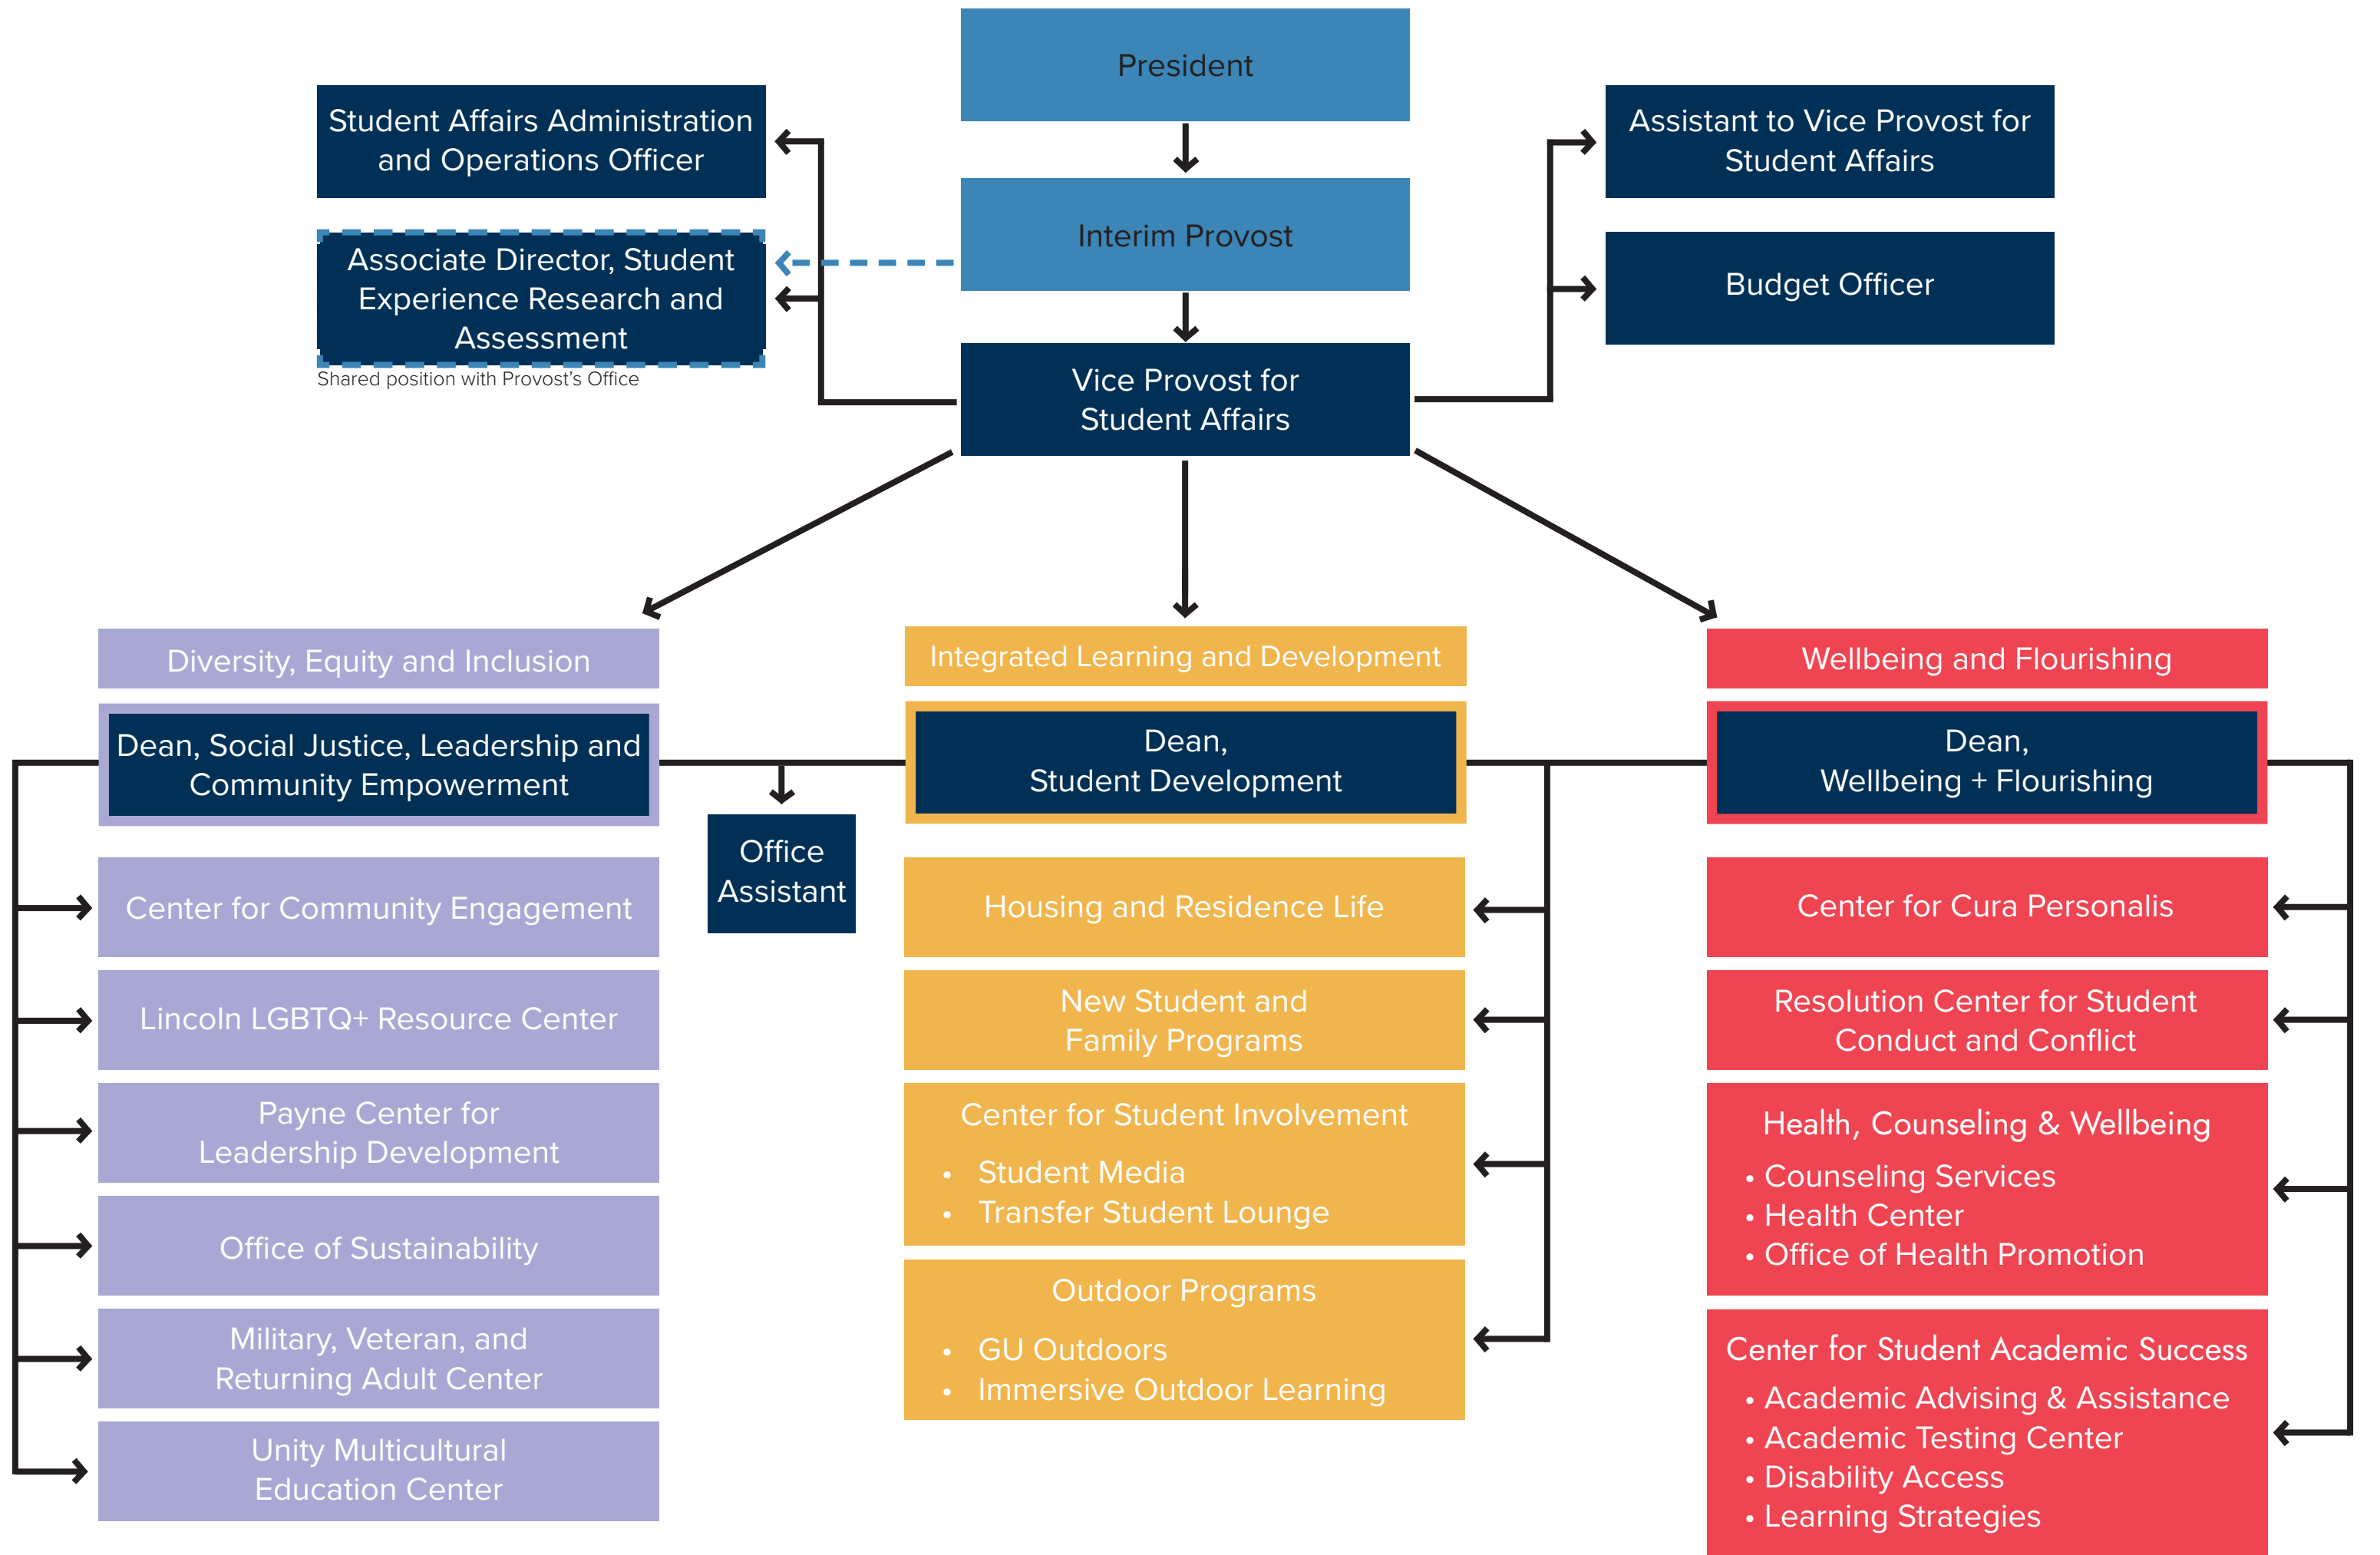 President
Student Affairs Administration
and Operations Officer
Assistant to Vice Provost for
Student Affairs
Interim Provost
Associate Director, Student
Experience Research and
Assessment
Shared position with Provost’s Office
Budget Officer
Vice Provost for
Student Affairs
Diversity, Equity and Inclusion
Dean, Social Justice, Leadership and
Community Empowerment
Center for Community Engagement
Lincoln LGBTQ+ Resource Center
Payne Center for
Leadership Development
Office of Sustainability
Military, Veteran, and
Returning Adult Center
Unity Multicultural
Education Center
Office
Assistant
Integrated Learning and Development
Dean,
Student Development
Housing and Residence Life
New Student and
Family Programs
Center for Student Involvement
• Student Media
• Transfer Student Lounge
Outdoor Programs
• GU Outdoors
• Immersive Outdoor Learning
Wellbeing and Flourishing
Dean,
Wellbeing + Flourishing
Center for Cura Personalis
Resolution Center for Student
Conduct and Conflict
Health, Counseling & Wellbeing
• Counseling Services
• Health Center
• Office of Health Promotion
Center for Student Academic Success
• Academic Advising & Assistance
• Academic Testing Center
• Disability Access
• Learning Strategies